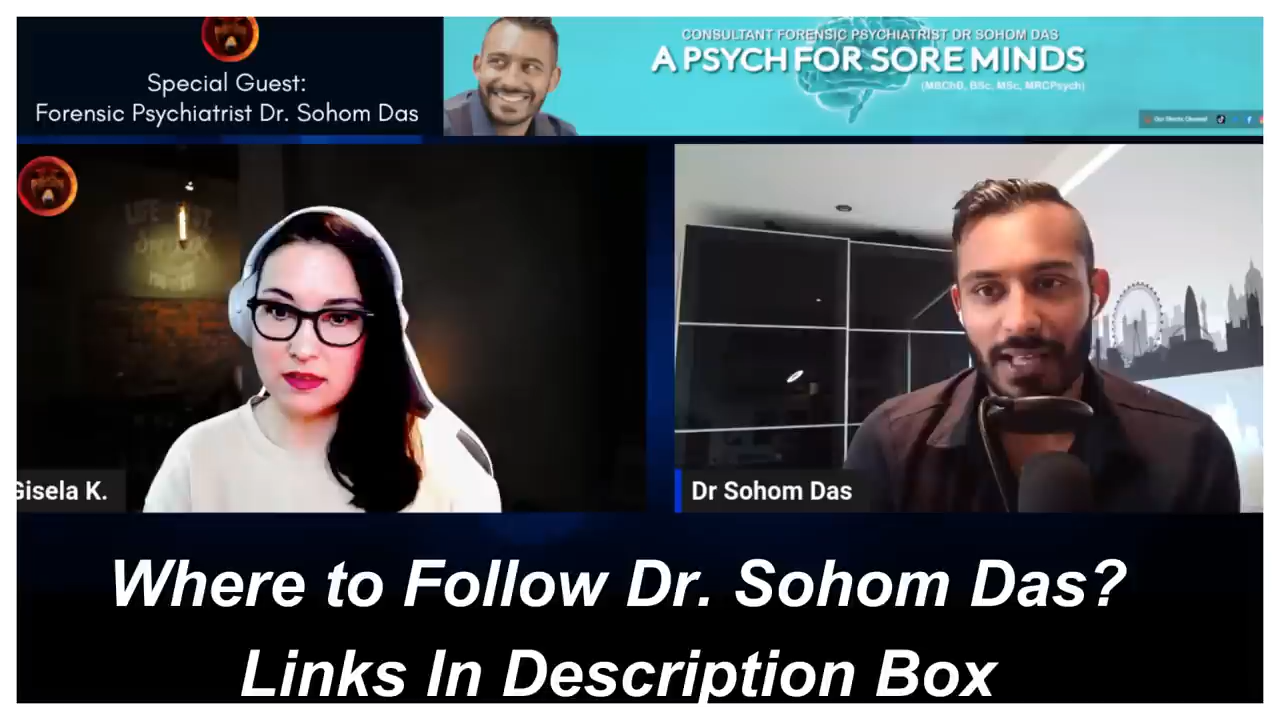 Special Guest:
Forensic Psychiatrist Dr. Sohom Das
CONSULTANT FORENSIC PSYCHIATRIST DR SOHOM DAS
A PSYCH FOR SORE MINDS
(MBChB, BSc, MSc, MRCPsych)
Gisela K.
Dr Sohom Das
Where to Follow Dr. Sohom Das?
Links In Description Box